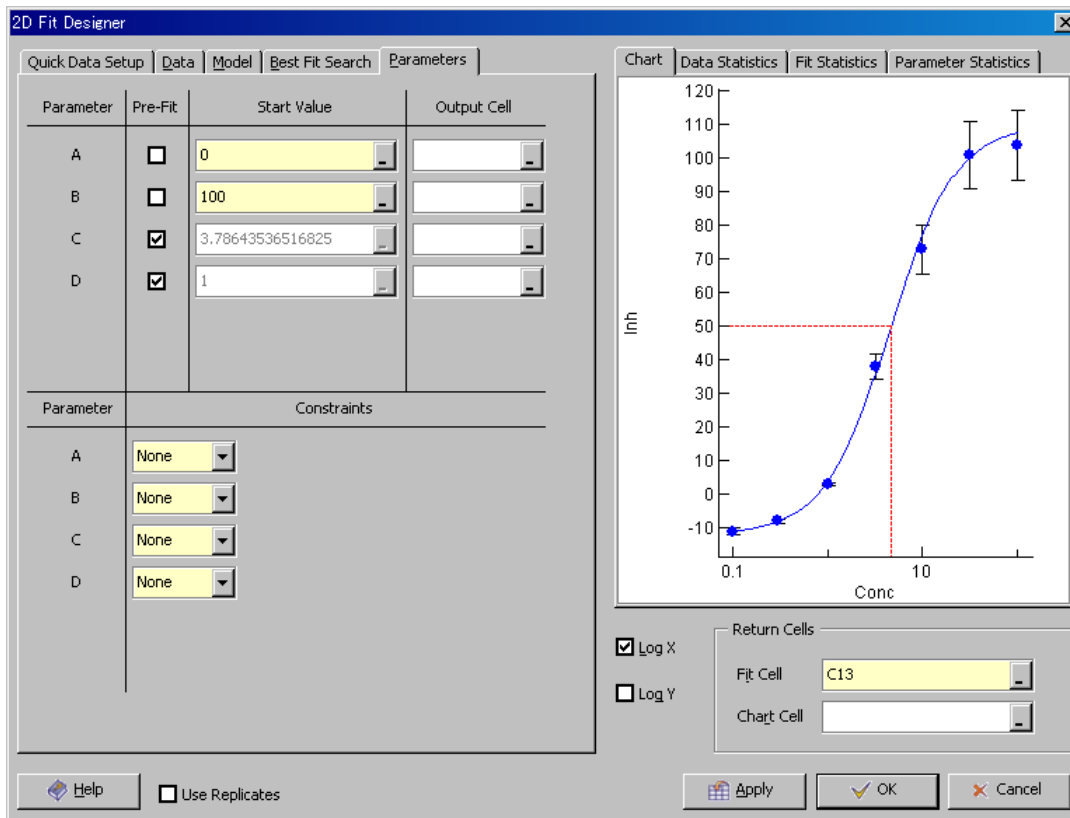 2D Fit Designer
Quick Data Setup Data Model Best Fit Search Parameters
Parameter Pre-Fit Start Value Output Cell
A 0
B 100
C 3.78643536516825
D 1
Parameter Constraints
A None
B None
C None
D None
Chart Data Statistics Fit Statistics Parameter Statistics
120
110
100
90
80
70
60
50
40
30
20
10
0
-10
Inh
0.1 10
Conc
Log X
Log Y
Return Cells
Fit Cell C13
Chart Cell
Help Use Replicates Apply OK Cancel